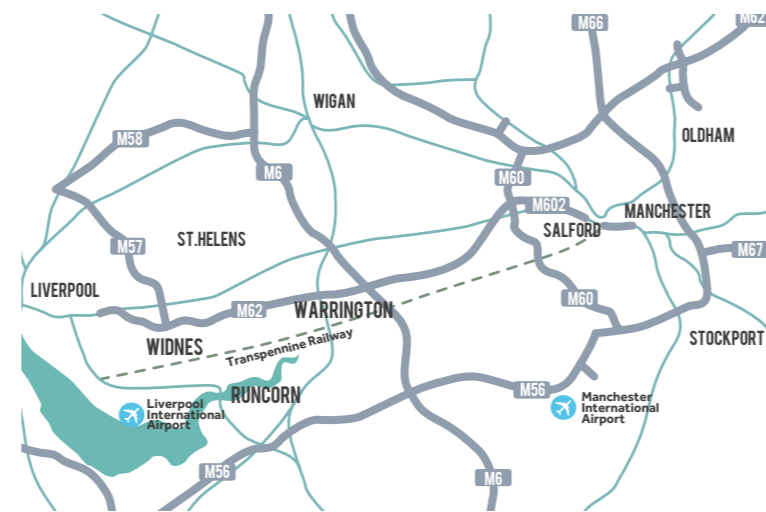 M62
M66
WIGAN
M58
OLDHAM
M6
M60
M602
MANCHESTER
SALFORD
ST.HELENS
M57
M67
LIVERPOOL
M60
M62
WARRINGTON
STOCKPORT
WIDNES
Transpennine Railway
RUNCORN
M56
Liverpool
International
Airport
Manchester
International
Airport
M56
M6